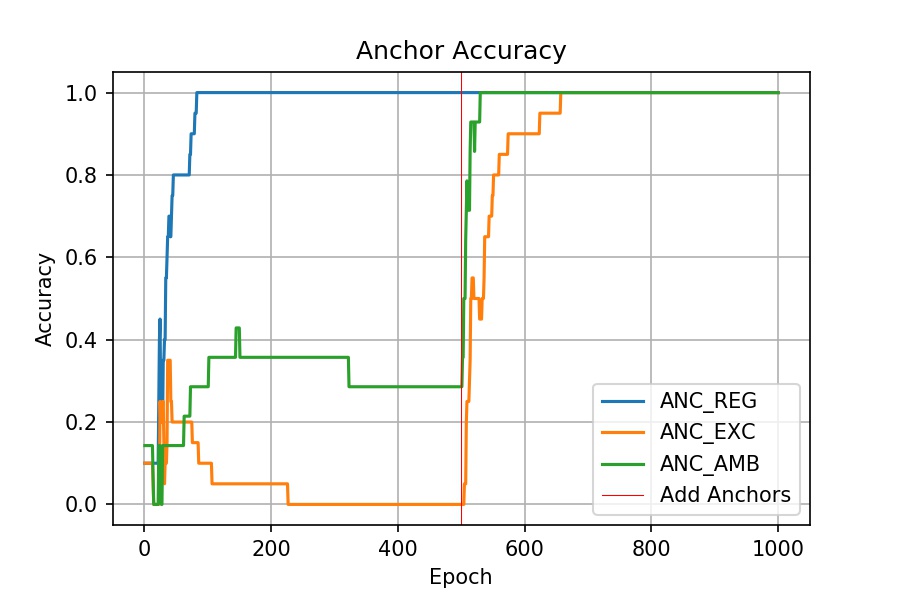 Anchor Accuracy
1.0
0.8
0.6
0.4
0.2
0.0
Accuracy
0 200 400 600 800 1000
Epoch
ANC_REG
ANC_EXC
ANC_AMB
Add Anchors